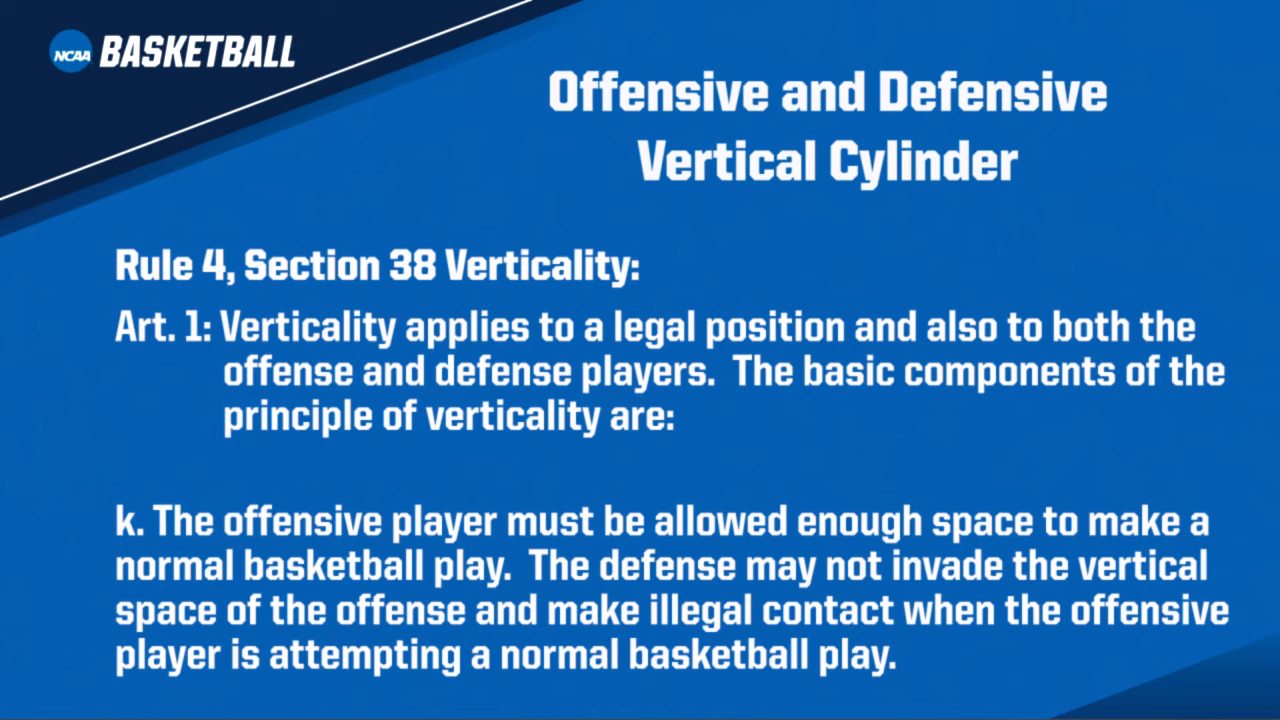 NCAA BASKETBALL
Offensive and Defensive
Vertical Cylinder
Rule 4, Section 38 Verticality:
Art. 1: Verticality applies to a legal position and also to both the
offense and defense players. The basic components of the
principle of verticality are:
k. The offensive player must be allowed enough space to make a
normal basketball play. The defense may not invade the vertical
space of the offense and make illegal contact when the offensive
player is attempting a normal basketball play.